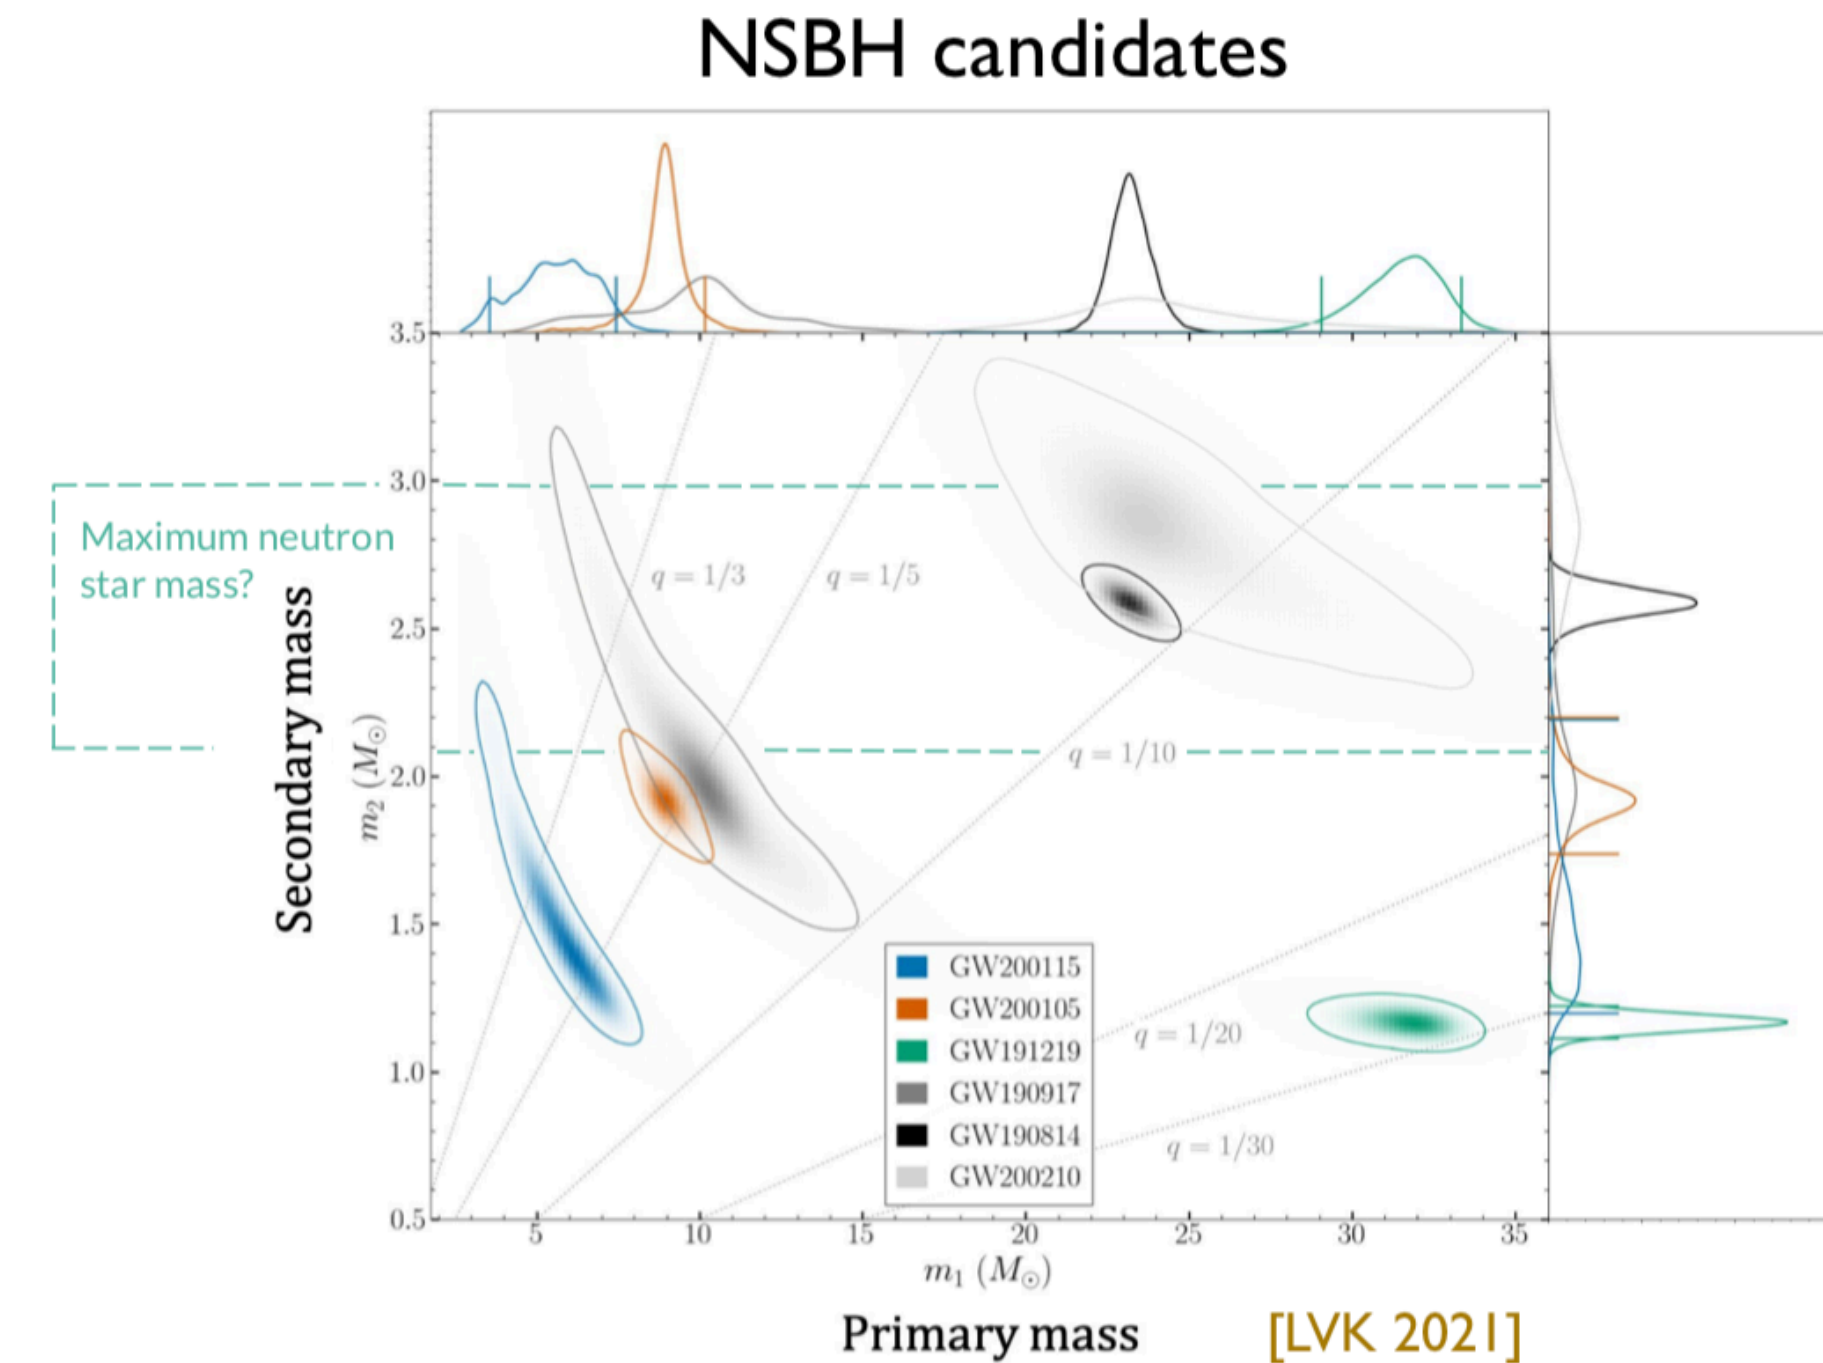 NSBH candidates
3.5
3.0
2.5
2.0
1.5
1.0
0.5
Maximum neutron
star mass?
Secondary mass
m₂ (M⊙)
q = 1/3
q = 1/5
q = 1/10
q = 1/20
q = 1/30
GW200115
GW200105
GW191219
GW190917
GW190814
GW200210
5 10 15 20 25 30 35
m₁ (M⊙)
Primary mass
[LVK 2021]